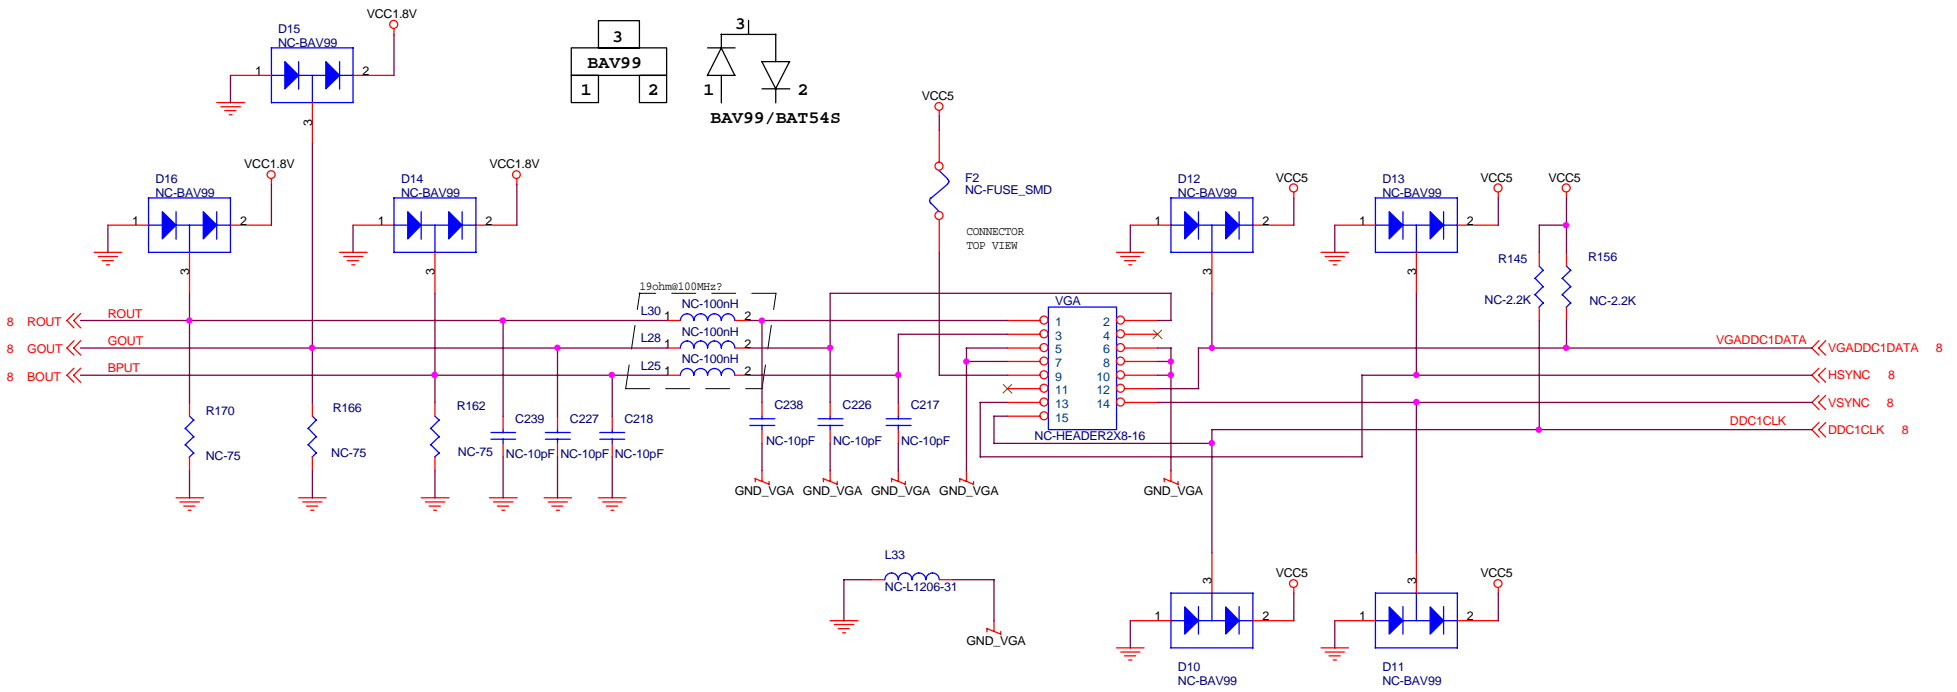 VCC1.8V
D15
NC-BAV99
1
2
3
3
BAV99
1
2
3
1
2
BAV99/BAT54S
VCC5
F2
NC-FUSE_SMD
CONNECTOR
TOP VIEW
VCC1.8V
D16
NC-BAV99
1
2
3
VCC1.8V
D14
NC-BAV99
1
2
3
D12
NC-BAV99
VCC5
1
2
3
D13
NC-BAV99
VCC5
1
2
3
VCC5
R145
NC-2.2K
R156
NC-2.2K
19ohm@100MHz?
NC-100nH
L30
1
2
NC-100nH
L28
1
2
NC-100nH
L25
1
2
8 ROUT
ROUT
8 GOUT
GOUT
8 BOUT
BPUT
VGA
1
2
3
4
5
6
7
8
9
10
11
12
13
14
15
NC-HEADER2X8-16
VGADDC1DATA
VGADDC1DATA 8
HSYNC 8
VSYNC 8
DDC1CLK
DDC1CLK 8
R170
NC-75
R166
NC-75
R162
NC-75
C239
NC-10pF
C227
NC-10pF
C218
NC-10pF
C238
NC-10pF
C226
NC-10pF
C217
NC-10pF
GND_VGA
GND_VGA
GND_VGA
GND_VGA
GND_VGA
L33
NC-L1206-31
GND_VGA
VCC5
1
2
3
D10
NC-BAV99
VCC5
1
2
3
D11
NC-BAV99